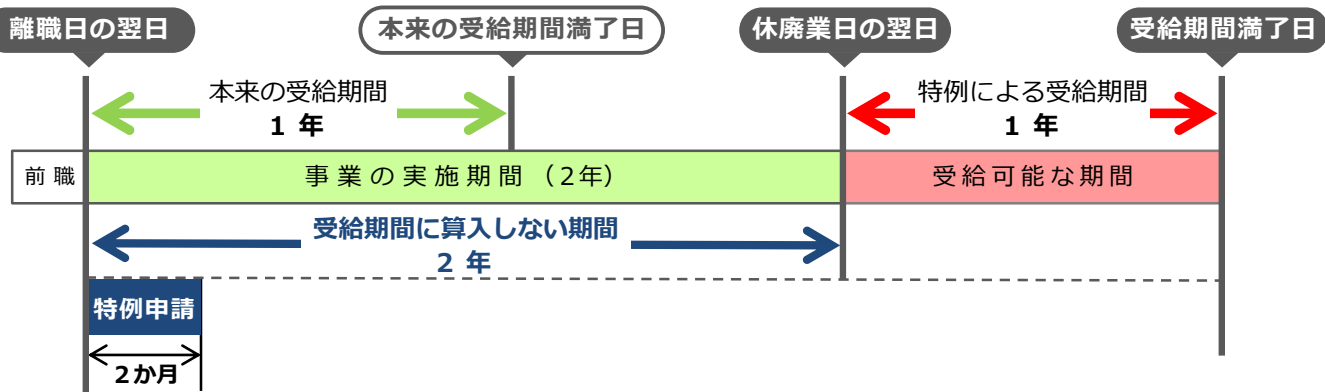 離職日の翌日
本来の受給期間満了日
休廃業日の翌日
受給期間満了日
本来の受給期間
1 年
特例による受給期間
1 年
前職
事業の実施期間（2年）
受給可能な期間
受給期間に算入しない期間
2 年
特例申請
2か月